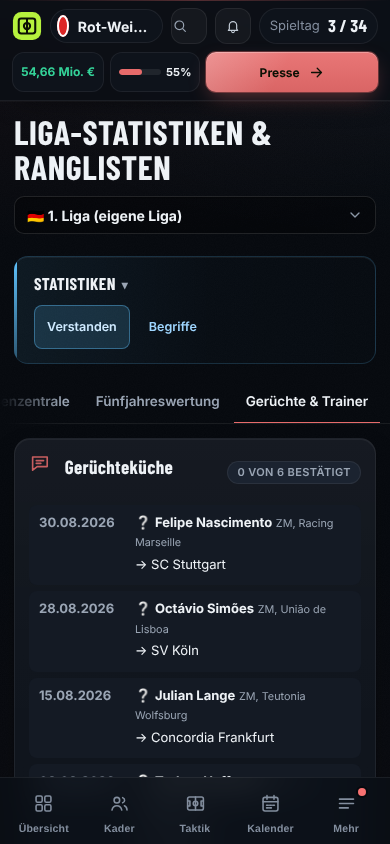 Rot-Wei...
Spieltag 3 / 34
54,66 Mio. €
55%
Presse →
LIGA-STATISTIKEN &
RANGLISTEN
1. Liga (eigene Liga)
STATISTIKEN ▾
Verstanden
Begriffe
enzentrale
Fünfjahreswertung
Gerüchte & Trainer
Gerüchteküche
0 VON 6 BESTÄTIGT
30.08.2026
❔ Felipe Nascimento ZM, Racing
Marseille
→ SC Stuttgart
28.08.2026
❔ Octávio Simões ZM, União de
Lisboa
→ SV Köln
15.08.2026
❔ Julian Lange ZM, Teutonia
Wolfsburg
→ Concordia Frankfurt
Übersicht
Kader
Taktik
Kalender
Mehr